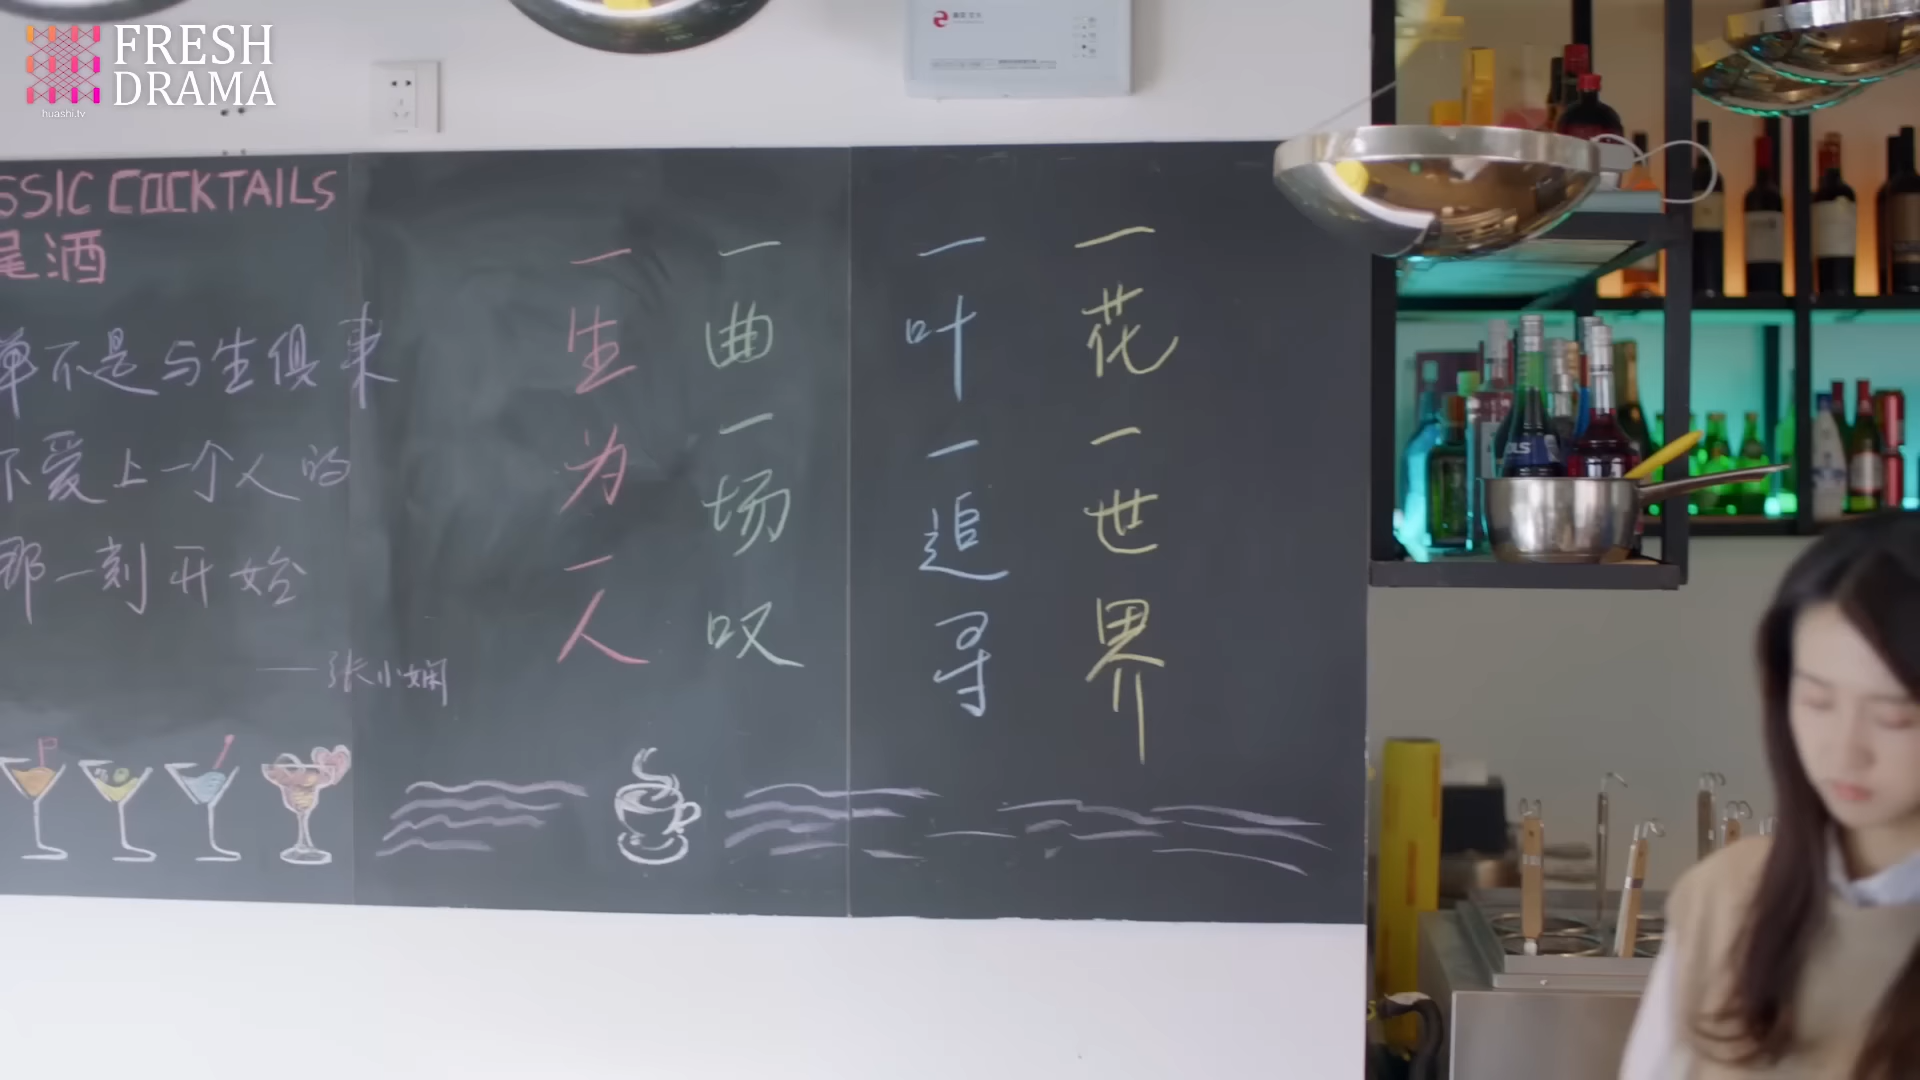 FRESH
DRAMA
huashi.tv
SSIC COCKTAILS
尾酒
单不是与生俱来
不爱上一个人的
那一刻开始
——张小娴
一花一世界
一叶一追寻
一曲一场叹
一生为一人